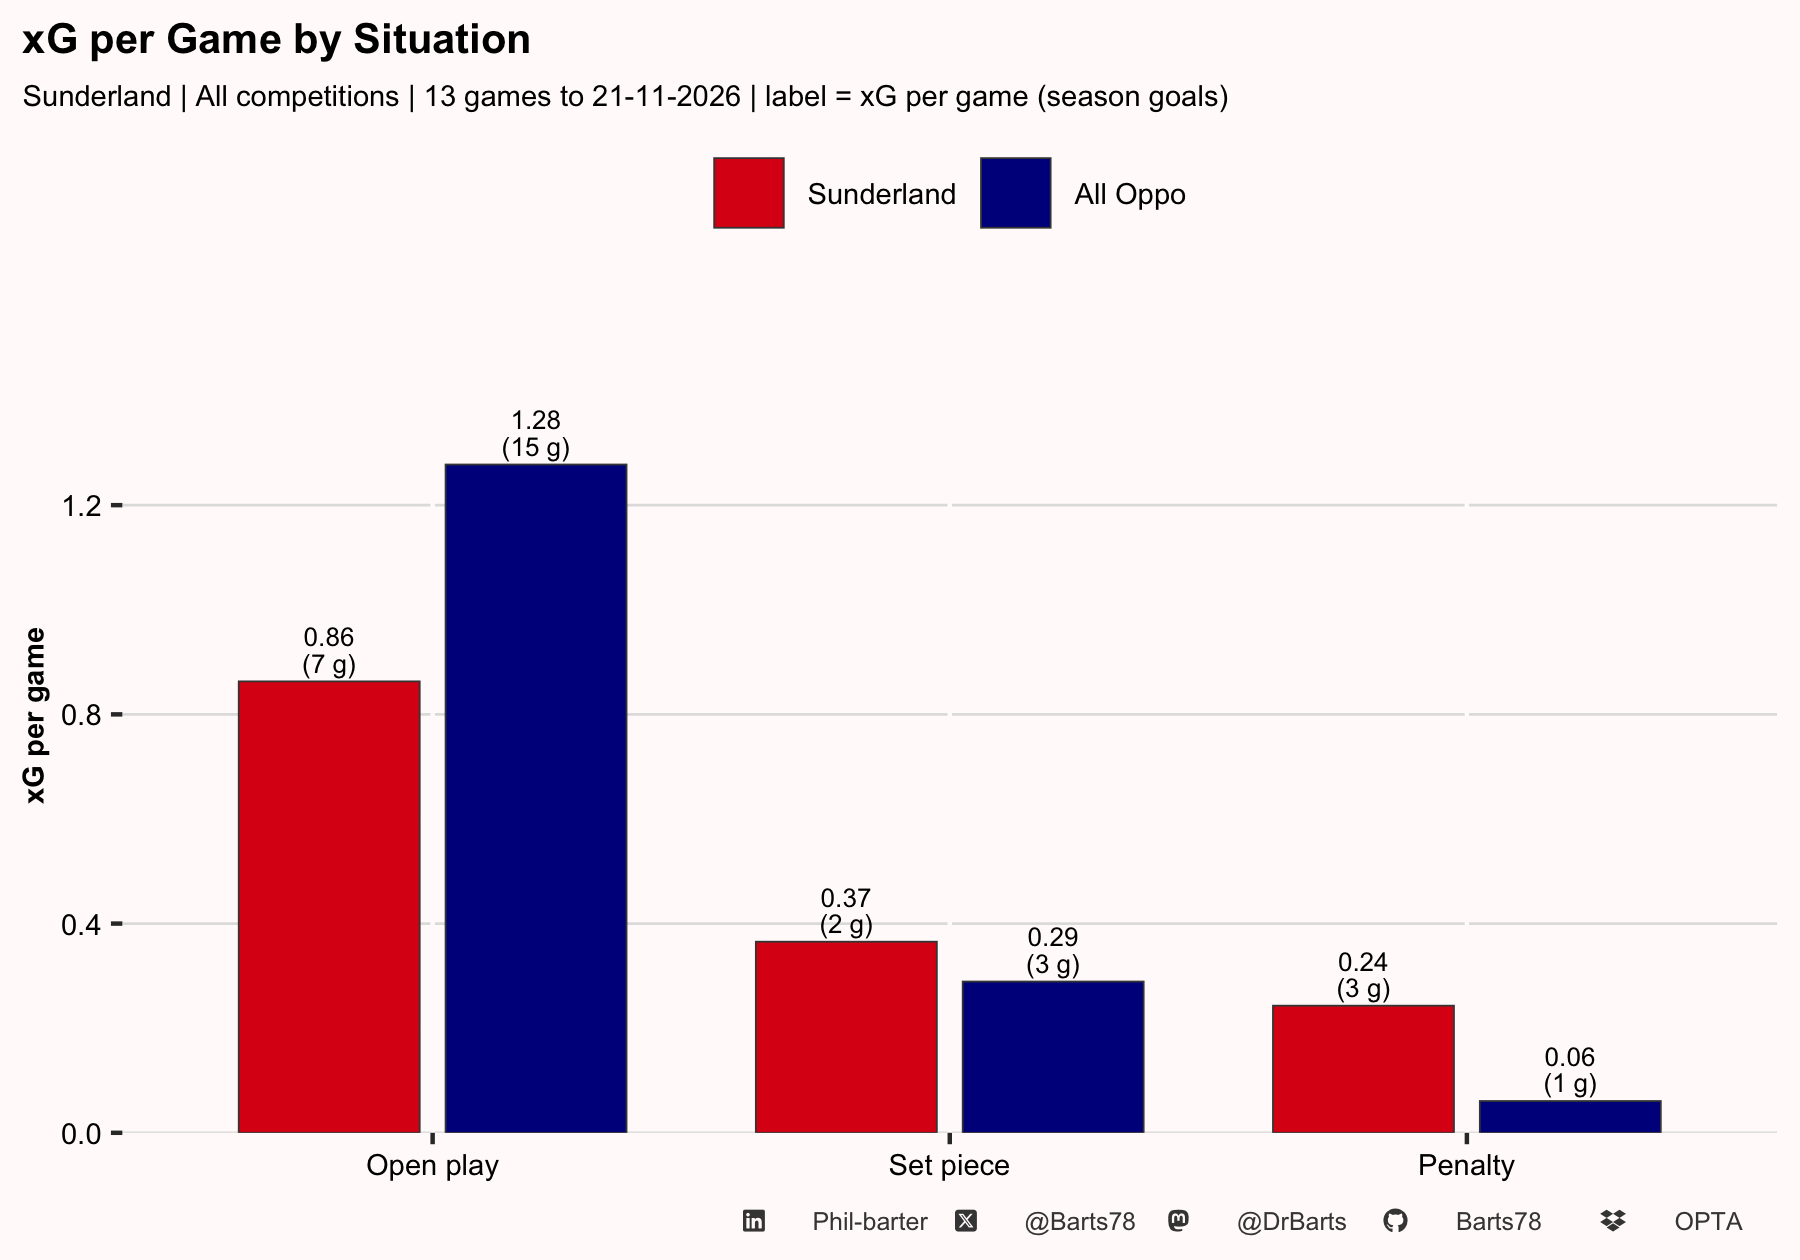 xG per Game by Situation
Sunderland | All competitions | 13 games to 21-11-2026 | label = xG per game (season goals)
Sunderland All Oppo
xG per game
1.2
0.8
0.4
0.0
0.86
(7 g)
1.28
(15 g)
0.37
(2 g)
0.29
(3 g)
0.24
(3 g)
0.06
(1 g)
Open play Set piece Penalty
Phil-barter @Barts78 @DrBarts Barts78 OPTA